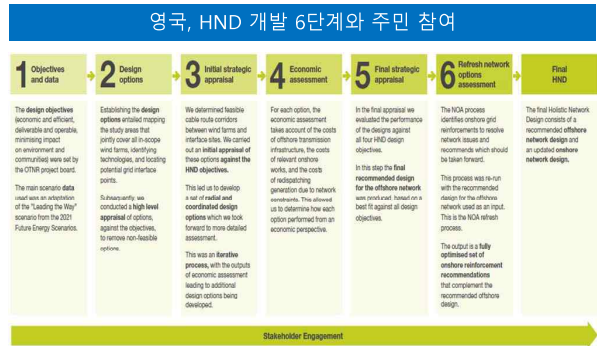 영국, HND 개발 6단계와 주민 참여
1 Objectives
and data
The design objectives
(economic and efficient,
deliverable and operable,
minimising impact
on environment and
communities) were set by
the OTNR project board.
The main scenario data
used was an adaptation
of the "Leading the Way"
scenario from the 2021
Future Energy Scenarios.
2 Design
options
Establishing the design
options entailed mapping
the study areas that
jointly cover all in-scope
wind farms, identifying
technologies, and locating
potential grid interface
points.
Subsequently, we
conducted a high level
appraisal of options,
against the objectives,
to remove non-feasible
options.
3 Initial strategic
appraisal
We determined feasible
cable route corridors
between wind farms and
interface sites. We carried
out an initial appraisal of
these options against the
HND objectives.
This led us to develop
a set of radial and
coordinated design
options which we took
forward to more detailed
assessment.
This was an iterative
process, with the outputs
of economic assessment
leading to additional
design options being
developed.
4 Economic
assessment
For each option, the
economic assessment
takes account of the costs
of offshore transmission
infrastructure, the costs
of relevant onshore
works, and the costs
of redispatching
generation due to network
constraints. This allowed
us to determine how each
option performed from an
economic perspective.
5 Final strategic
appraisal
In the final appraisal we
evaluated the performance
of the designs against
all four HND design
objectives.
In this step the final
recommended design
for the offshore network
was produced, based on a
best fit against all design
objectives.
6 Refresh network
options
assessment
The NOA process
identifies onshore grid
reinforcements to resolve
network issues and
recommends which should
be taken forward.
This process was re-run
with the recommended
design for the offshore
network used as an input.
This is the NOA refresh
process.
The output is a fully
optimised set of
onshore reinforcement
recommendations
that complement the
recommended offshore
design.
Final
HND
The final Holistic Network
Design consists of a
recommended offshore
network design and
an updated onshore
network design.
Stakeholder Engagement